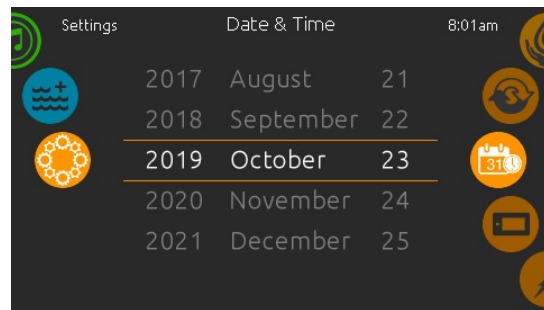 Settings Date & Time 8:01am
2017 August 21
2018 September 22
2019 October 23
31
2020 November 24
2021 December 25